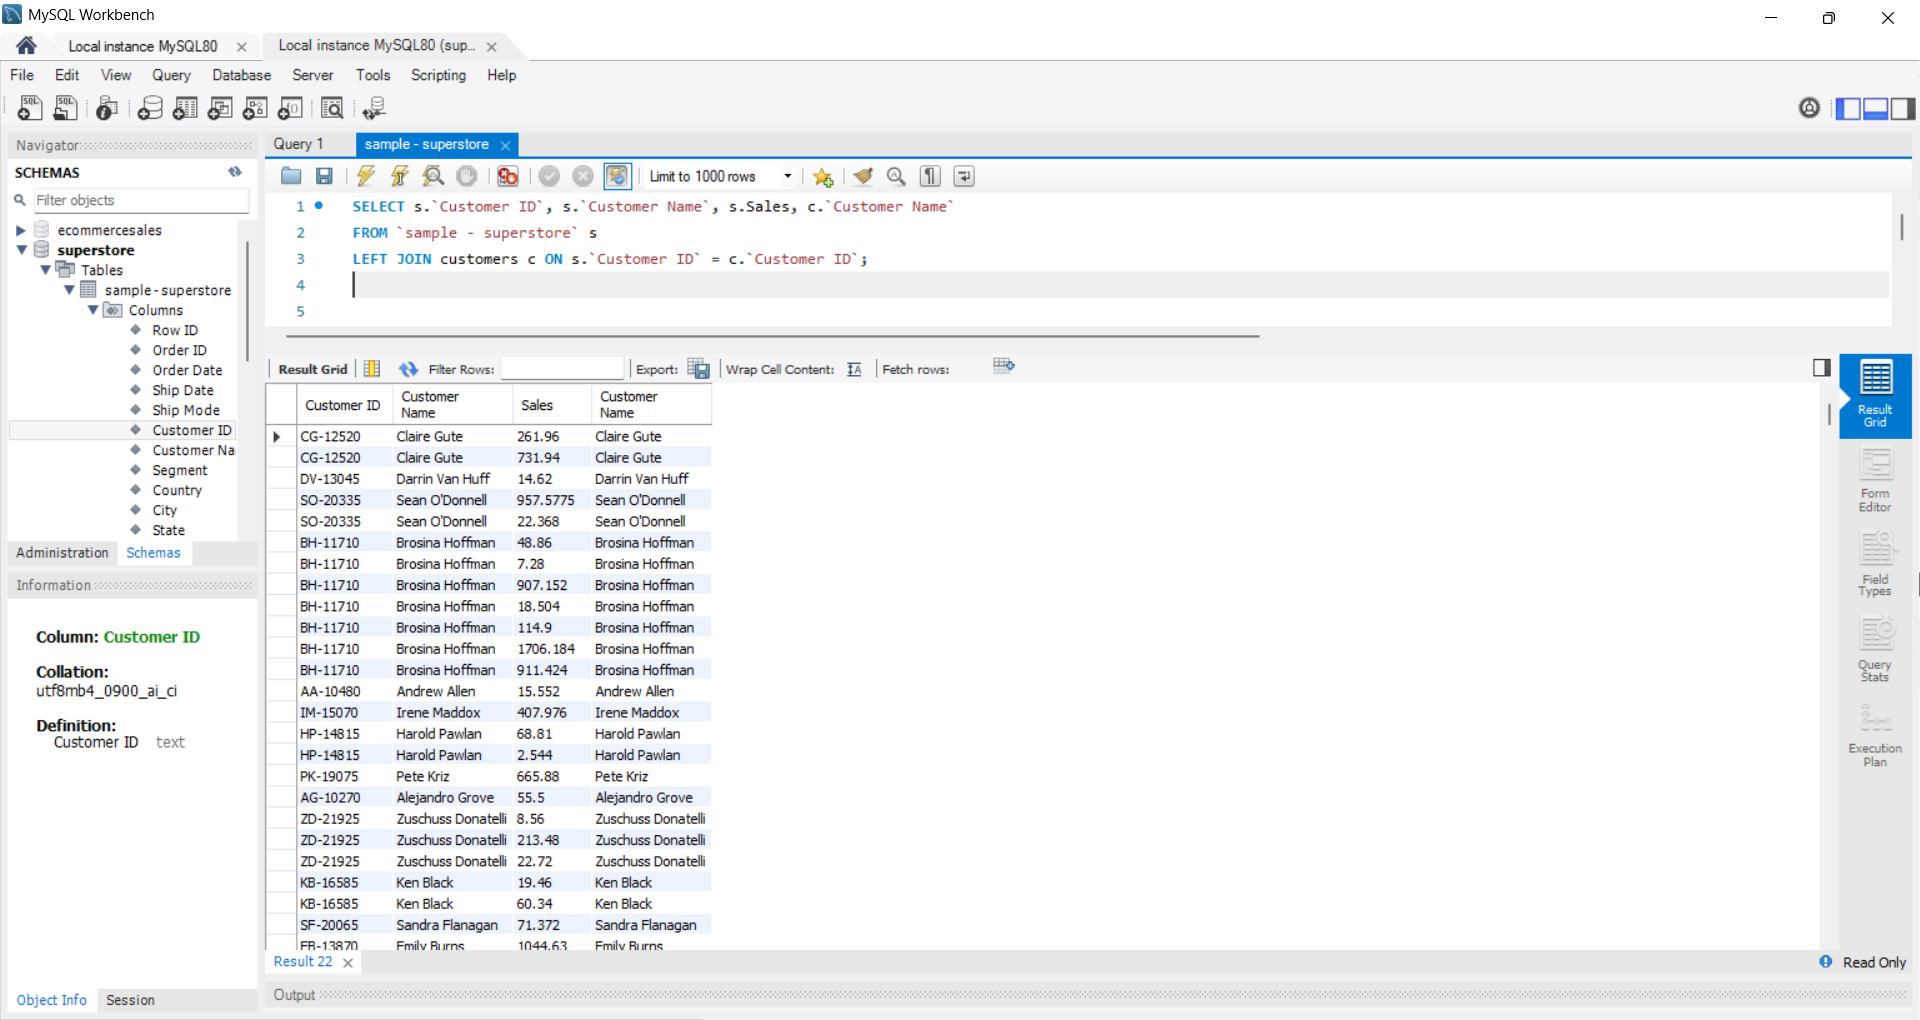 MySQL Workbench
Local instance MySQL80
Local instance MySQL80 (sup...
File Edit View Query Database Server Tools Scripting Help
Navigator
SCHEMAS
Filter objects
ecommercesales
superstore
Tables
sample - superstore
Columns
Row ID
Order ID
Order Date
Ship Date
Ship Mode
Customer ID
Customer Na
Segment
Country
City
State
Administration Schemas
Information
Column: Customer ID
Collation:
utf8mb4_0900_ai_ci
Definition:
Customer ID text
Object Info Session
Query 1 sample - superstore
Limit to 1000 rows
1 SELECT s.`Customer ID`, s.`Customer Name`, s.Sales, c.`Customer Name`
2 FROM `sample - superstore` s
3 LEFT JOIN customers c ON s.`Customer ID` = c.`Customer ID`;
4
5
Result Grid Filter Rows: Export: Wrap Cell Content: Fetch rows:
Customer ID Customer Name Sales Customer Name
CG-12520 Claire Gute 261.96 Claire Gute
CG-12520 Claire Gute 731.94 Claire Gute
DV-13045 Darrin Van Huff 14.62 Darrin Van Huff
SO-20335 Sean O'Donnell 957.5775 Sean O'Donnell
SO-20335 Sean O'Donnell 22.368 Sean O'Donnell
BH-11710 Brosina Hoffman 48.86 Brosina Hoffman
BH-11710 Brosina Hoffman 7.28 Brosina Hoffman
BH-11710 Brosina Hoffman 907.152 Brosina Hoffman
BH-11710 Brosina Hoffman 18.504 Brosina Hoffman
BH-11710 Brosina Hoffman 114.9 Brosina Hoffman
BH-11710 Brosina Hoffman 1706.184 Brosina Hoffman
BH-11710 Brosina Hoffman 911.424 Brosina Hoffman
AA-10480 Andrew Allen 15.552 Andrew Allen
IM-15070 Irene Maddox 407.976 Irene Maddox
HP-14815 Harold Pawlan 68.81 Harold Pawlan
HP-14815 Harold Pawlan 2.544 Harold Pawlan
PK-19075 Pete Kriz 665.88 Pete Kriz
AG-10270 Alejandro Grove 55.5 Alejandro Grove
ZD-21925 Zuschuss Donatelli 8.56 Zuschuss Donatelli
ZD-21925 Zuschuss Donatelli 213.48 Zuschuss Donatelli
ZD-21925 Zuschuss Donatelli 22.72 Zuschuss Donatelli
KB-16585 Ken Black 19.46 Ken Black
KB-16585 Ken Black 60.34 Ken Black
SF-20065 Sandra Flanagan 71.372 Sandra Flanagan
EB-13870 Emily Burns 1044.63 Emily Burns
Result 22
Read Only
Output
Result
Grid
Form
Editor
Field
Types
Query
Stats
Execution
Plan